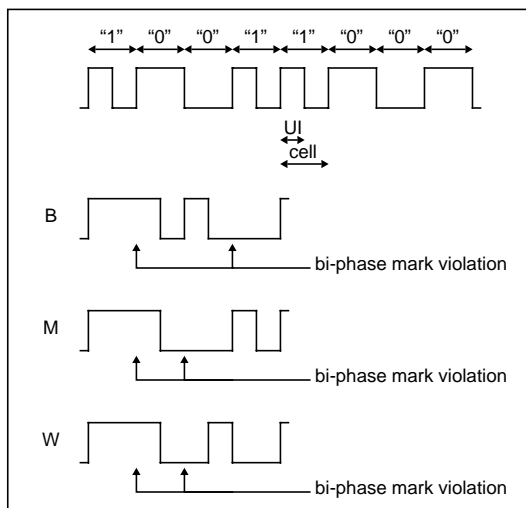 “1” “0” “0” “1” “1” “0” “0” “0”
UI
cell
B
bi-phase mark violation
M
bi-phase mark violation
W
bi-phase mark violation